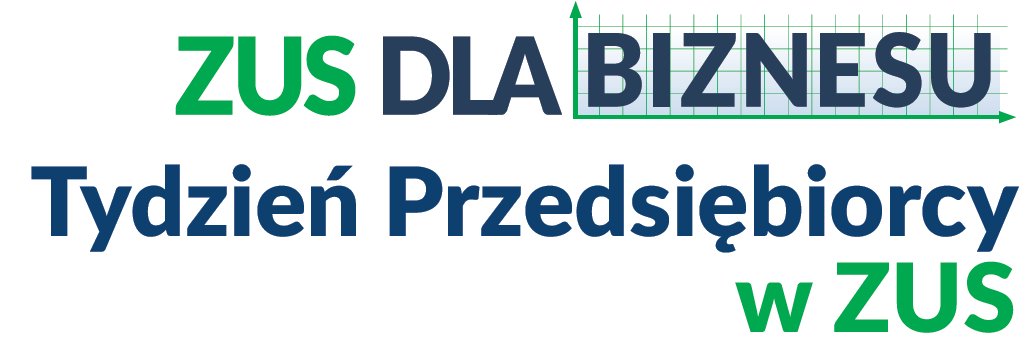 ZUS DLA BIZNESU
Tydzień Przedsiębiorcy
w ZUS